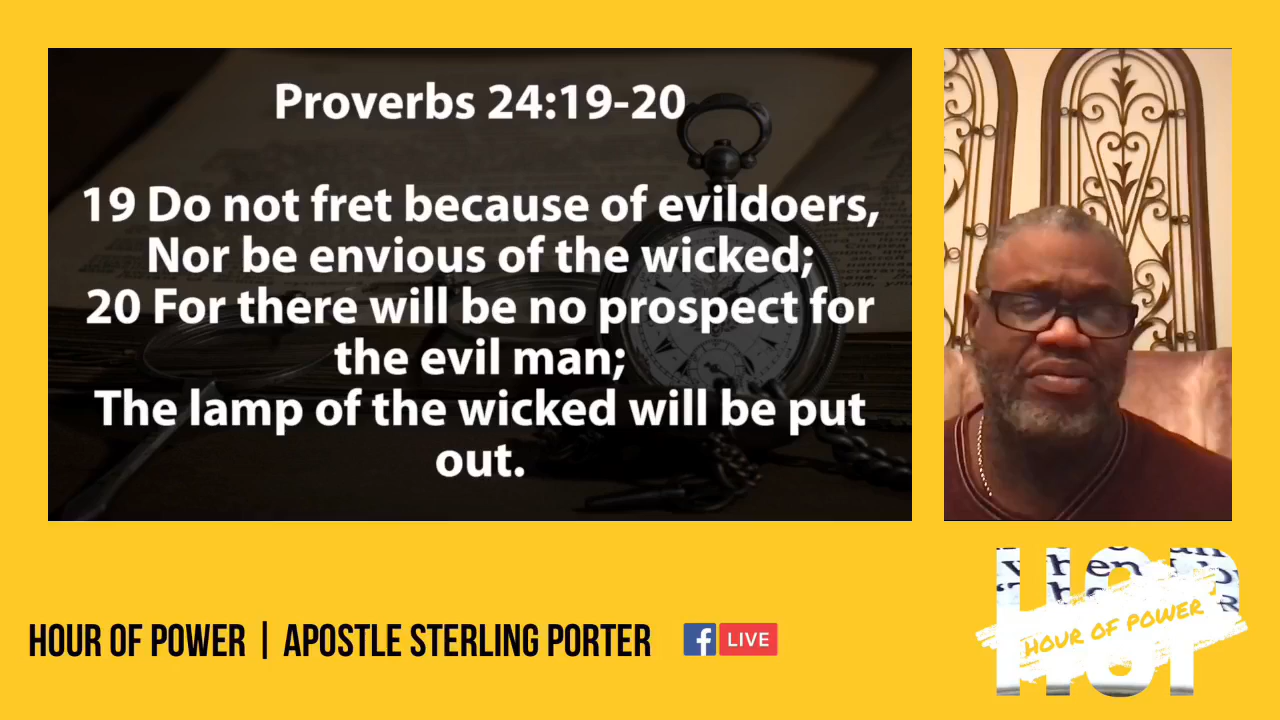 Proverbs 24:19-20
19 Do not fret because of evildoers,
Nor be envious of the wicked;
20 For there will be no prospect for
the evil man;
The lamp of the wicked will be put
out.
HOUR OF POWER | APOSTLE STERLING PORTER
f LIVE
HOP
When
HOUR OF POWER